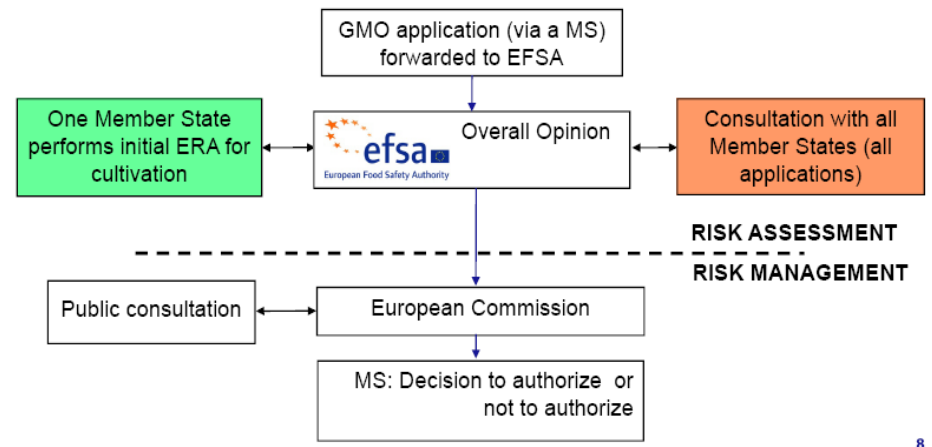 GMO application (via a MS)
forwarded to EFSA
One Member State
performs initial ERA for
cultivation
efsa
European Food Safety Authority
Overall Opinion
Consultation with all
Member States (all
applications)
RISK ASSESSMENT
RISK MANAGEMENT
Public consultation
European Commission
MS: Decision to authorize or
not to authorize
8